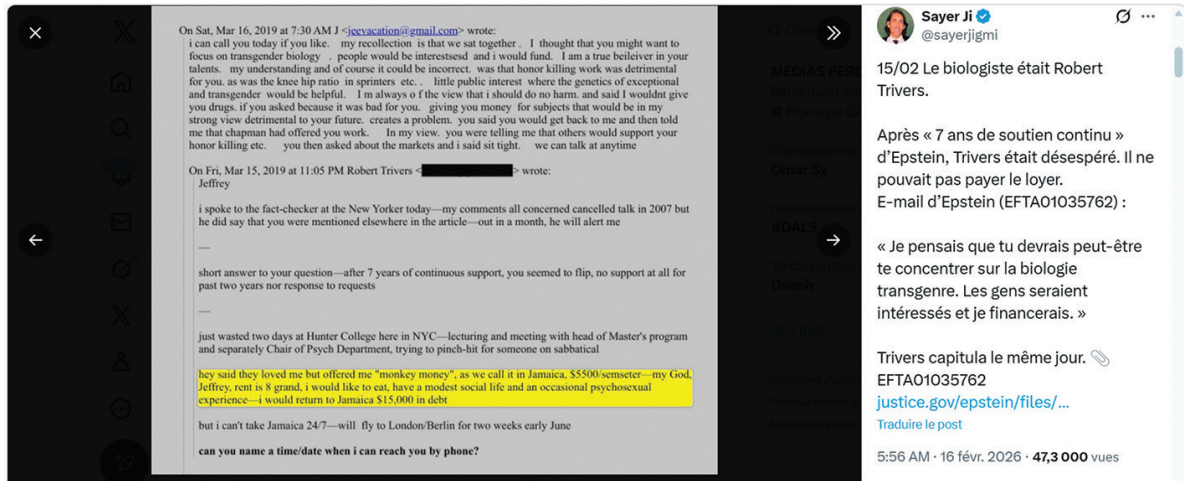 On Sat, Mar 16, 2019 at 7:30 AM J <jeevacation@gmail.com> wrote:
i can call you today if you like. my recollection is that we sat together . I thought that you might want to
focus on transgender biology . people would be interestsesd and i would fund. I am a true beileiver in your
talents. my understanding and of course it could be incorrect. was that honor killing work was detrimental
for you. as was the knee hip ratio in sprinters etc. . little public interest where the genetics of exceptional
and transgender would be helpful. I m always o f the view that i should do no harm. and said I wouldnt give
you drugs. if you asked because it was bad for you. giving you money for subjects that would be in my
strong view detrimental to your future. creates a problem. you said you would get back to me and then told
me that chapman had offered you work. In my view. you were telling me that others would support your
honor killing etc. you then asked about the markets and i said sit tight. we can talk at anytime
On Fri, Mar 15, 2019 at 11:05 PM Robert Trivers < > wrote:
Jeffrey
i spoke to the fact-checker at the New Yorker today—my comments all concerned cancelled talk in 2007 but
he did say that you were mentioned elsewhere in the article—out in a month, he will alert me
—
short answer to your question—after 7 years of continuous support, you seemed to flip, no support at all for
past two years nor response to requests
—
just wasted two days at Hunter College here in NYC—lecturing and meeting with head of Master's program
and separately Chair of Psych Department, trying to pinch-hit for someone on sabbatical
hey said they loved me but offered me "monkey money", as we call it in Jamaica, $5500/semseter—my God,
Jeffrey, rent is 8 grand, i would like to eat, have a modest social life and an occasional psychosexual
experience—i would return to Jamaica $15,000 in debt
but i can't take Jamaica 24/7—will fly to London/Berlin for two weeks early June
can you name a time/date when i can reach you by phone?
MÉDIAS
Omar Sy
#DALS
Daesh
Sayer Ji
@sayerjigmi
15/02 Le biologiste était Robert
Trivers.
Après « 7 ans de soutien continu »
d’Epstein, Trivers était désespéré. Il ne
pouvait pas payer le loyer.
E-mail d’Epstein (EFTA01035762) :
« Je pensais que tu devrais peut-être
te concentrer sur la biologie
transgenre. Les gens seraient
intéressés et je financerais. »
Trivers capitula le même jour. 📎
EFTA01035762
justice.gov/epstein/files/...
Traduire le post
5:56 AM · 16 févr. 2026 · 47,3 000 vues